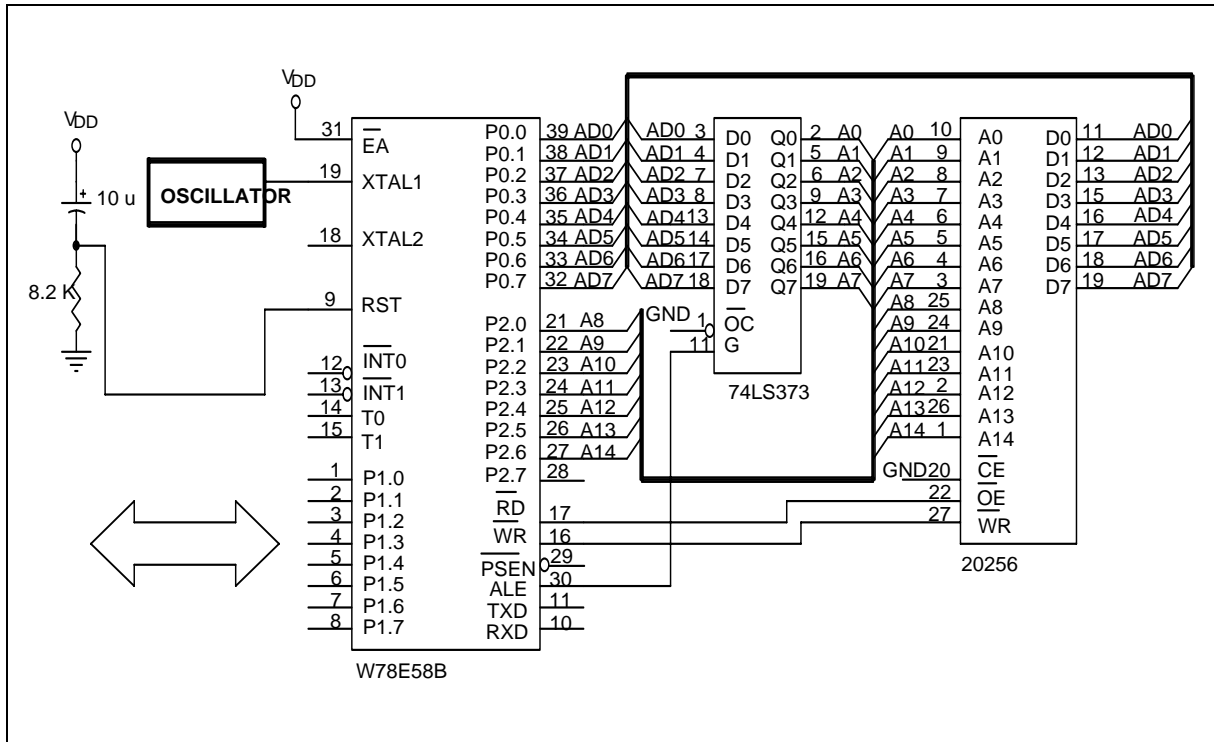 VDD
VDD
10 u
8.2 K
OSCILLATOR
31 EA P0.0 39 AD0
P0.1 38 AD1
19 XTAL1 P0.2 37 AD2
P0.3 36 AD3
P0.4 35 AD4
18 XTAL2 P0.5 34 AD5
P0.6 33 AD6
P0.7 32 AD7
9 RST
P2.0 21 A8
P2.1 22 A9
12 INT0 P2.2 23 A10
13 INT1 P2.3 24 A11
14 T0 P2.4 25 A12
15 T1 P2.5 26 A13
P2.6 27 A14
1 P1.0 P2.7 28
2 P1.1 RD 17
3 P1.2 WR 16
4 P1.3 PSEN 29
5 P1.4 ALE 30
6 P1.5 TXD 11
7 P1.6 RXD 10
8 P1.7
W78E58B
AD0 3 D0 Q0 2 A0
AD1 4 D1 Q1 5 A1
AD2 7 D2 Q2 6 A2
AD3 8 D3 Q3 9 A3
AD4 13 D4 Q4 12 A4
AD5 14 D5 Q5 15 A5
AD6 17 D6 Q6 16 A6
AD7 18 D7 Q7 19 A7
GND 1 OC
11 G
74LS373
A0 10 A0 D0 11 AD0
A1 9 A1 D1 12 AD1
A2 8 A2 D2 13 AD2
A3 7 A3 D3 15 AD3
A4 6 A4 D4 16 AD4
A5 5 A5 D5 17 AD5
A6 4 A6 D6 18 AD6
A7 3 A7 D7 19 AD7
A8 25 A8
A9 24 A9
A10 21 A10
A11 23 A11
A12 2 A12
A13 26 A13
A14 1 A14
GND 20 CE
22 OE
27 WR
20256